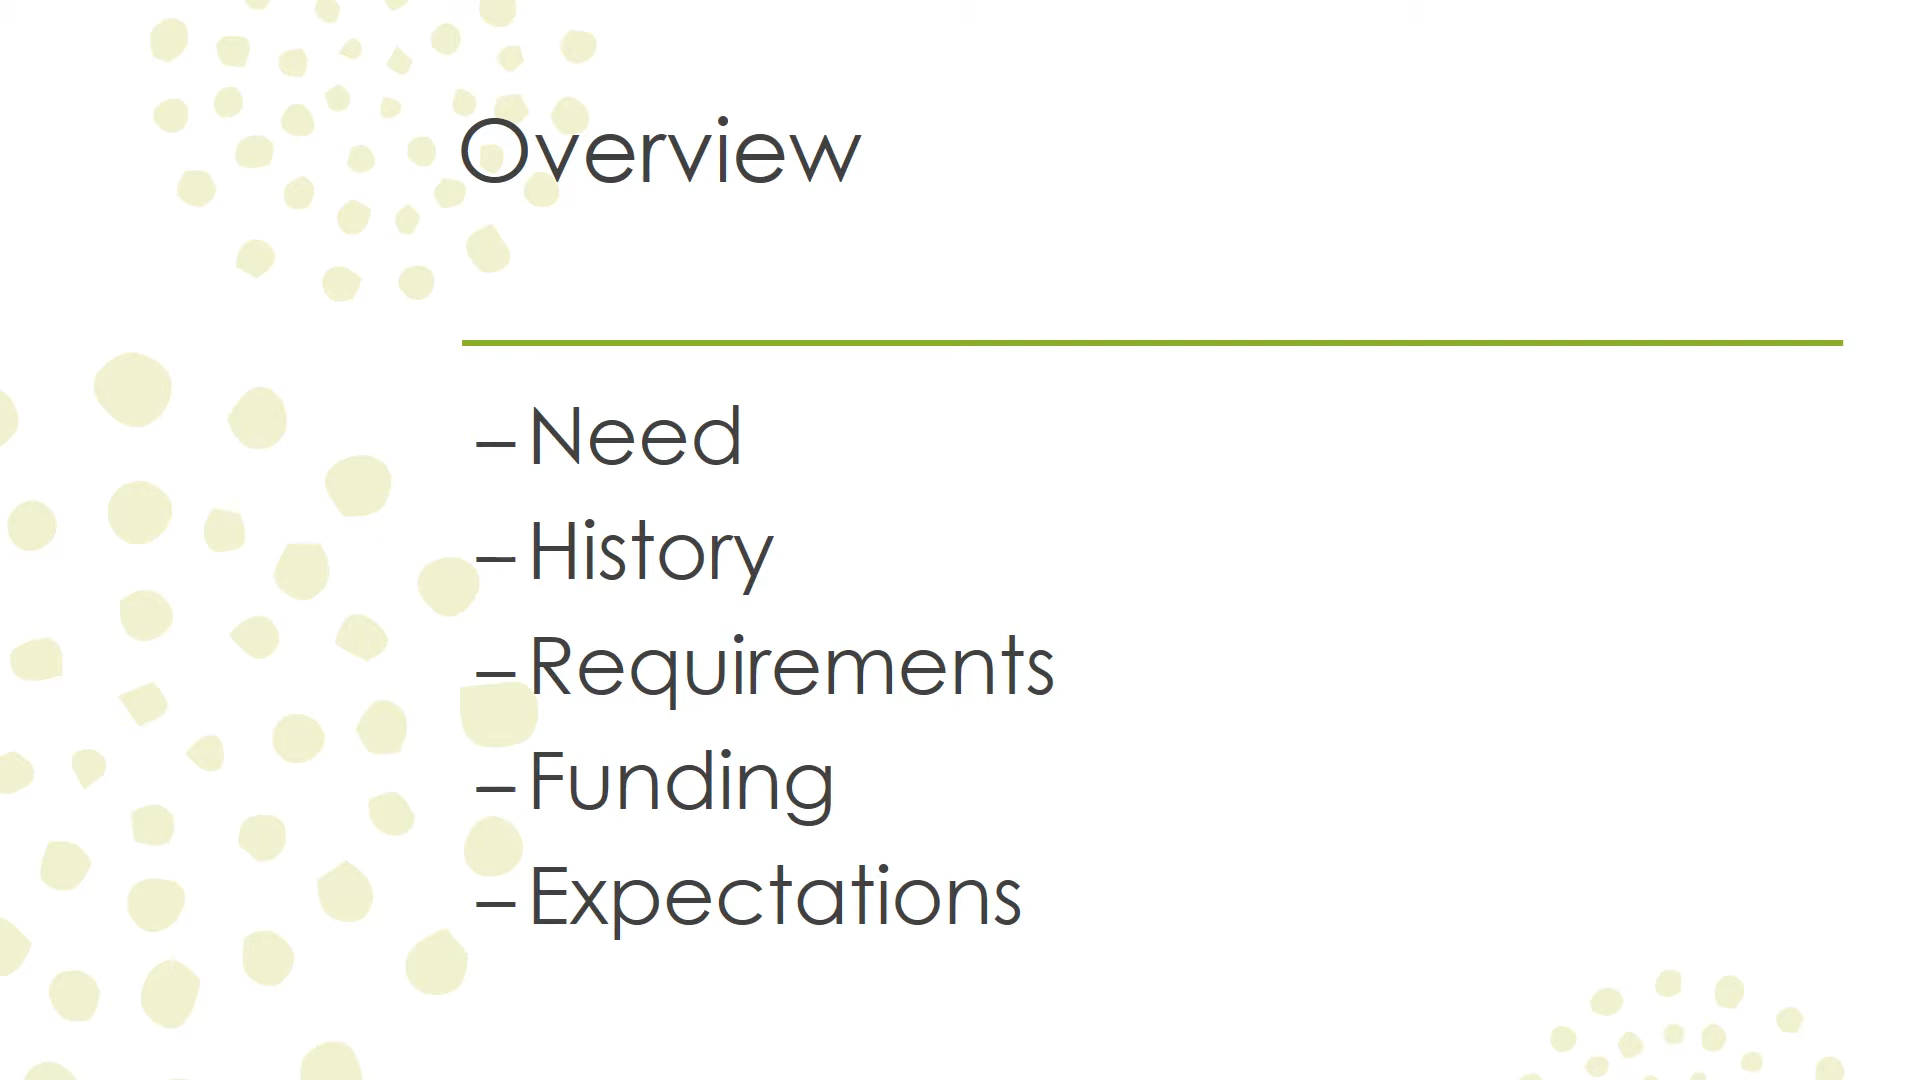 Overview
– Need
– History
– Requirements
– Funding
– Expectations